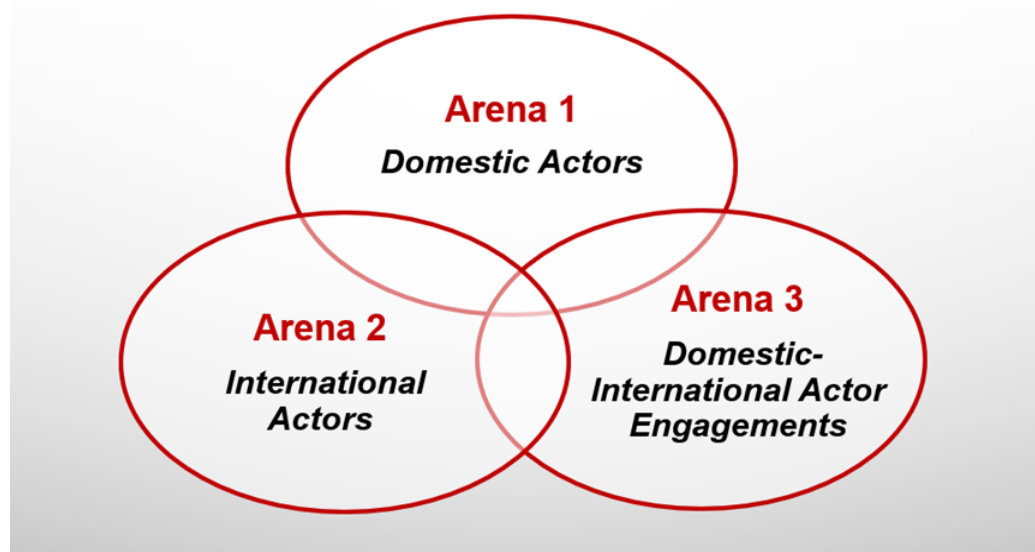 Arena 1
Domestic Actors
Arena 2
International
Actors
Arena 3
Domestic-
International Actor
Engagements